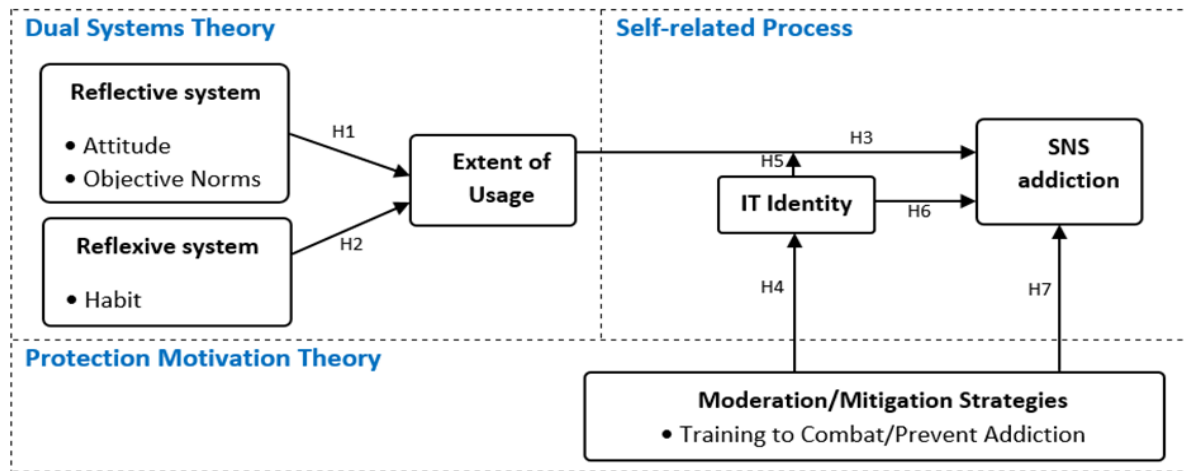 Dual Systems Theory
Self-related Process
Reflective system
• Attitude
• Objective Norms
H1
Extent of
Usage
H3
H5
SNS
addiction
IT Identity
H6
Reflexive system
• Habit
H2
H4
H7
Protection Motivation Theory
Moderation/Mitigation Strategies
• Training to Combat/Prevent Addiction